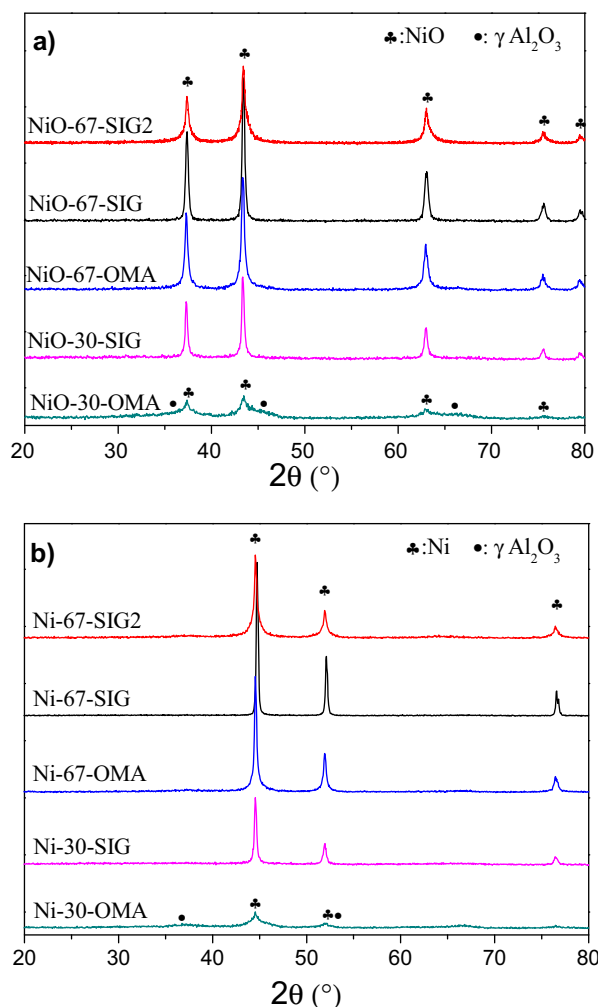 a)
♣:NiO ●: γ Al₂O₃
NiO-67-SIG2
NiO-67-SIG
NiO-67-OMA
NiO-30-SIG
NiO-30-OMA
20 30 40 50 60 70 80
2θ (°)
b)
♣:Ni ●: γ Al₂O₃
Ni-67-SIG2
Ni-67-SIG
Ni-67-OMA
Ni-30-SIG
Ni-30-OMA
20 30 40 50 60 70 80
2θ (°)